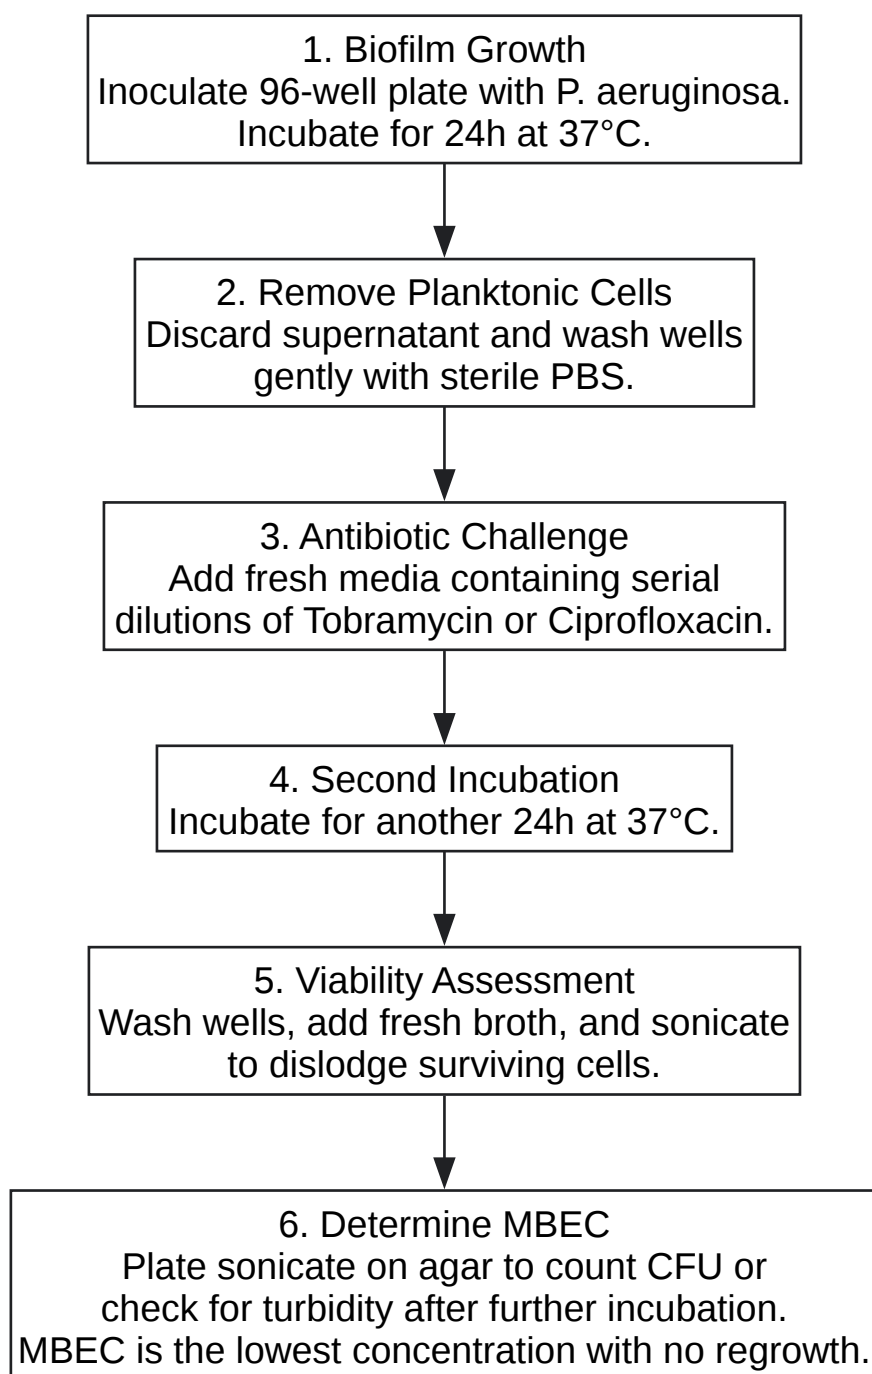 1. Biofilm Growth
Inoculate 96-well plate with P. aeruginosa.
Incubate for 24h at 37°C.
2. Remove Planktonic Cells
Discard supernatant and wash wells
gently with sterile PBS.
3. Antibiotic Challenge
Add fresh media containing serial
dilutions of Tobramycin or Ciprofloxacin.
4. Second Incubation
Incubate for another 24h at 37°C.
5. Viability Assessment
Wash wells, add fresh broth, and sonicate
to dislodge surviving cells.
6. Determine MBEC
Plate sonicate on agar to count CFU or
check for turbidity after further incubation.
MBEC is the lowest concentration with no regrowth.